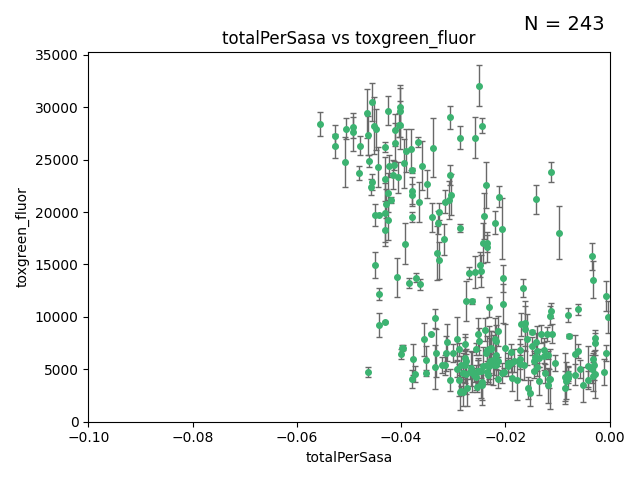 N = 243
totalPerSasa vs toxgreen_fluor
35000
30000
25000
20000
15000
10000
5000
0
toxgreen_fluor
−0.10 −0.08 −0.06 −0.04 −0.02 0.00
totalPerSasa